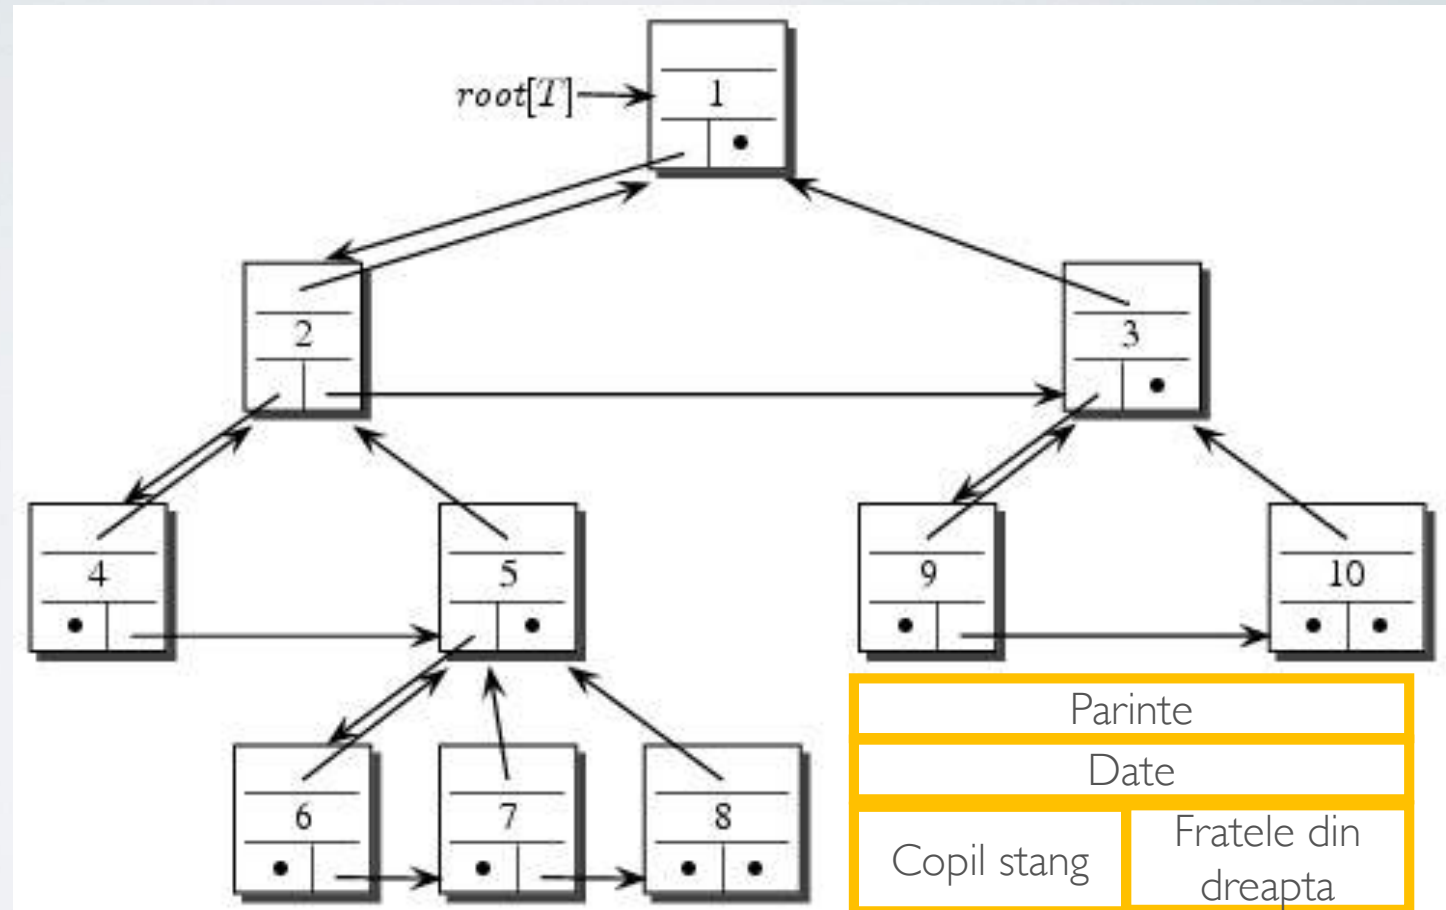 root[T]
1
2
3
4
5
9
10
6
7
8
Parinte
Date
Copil stang
Fratele din
dreapta